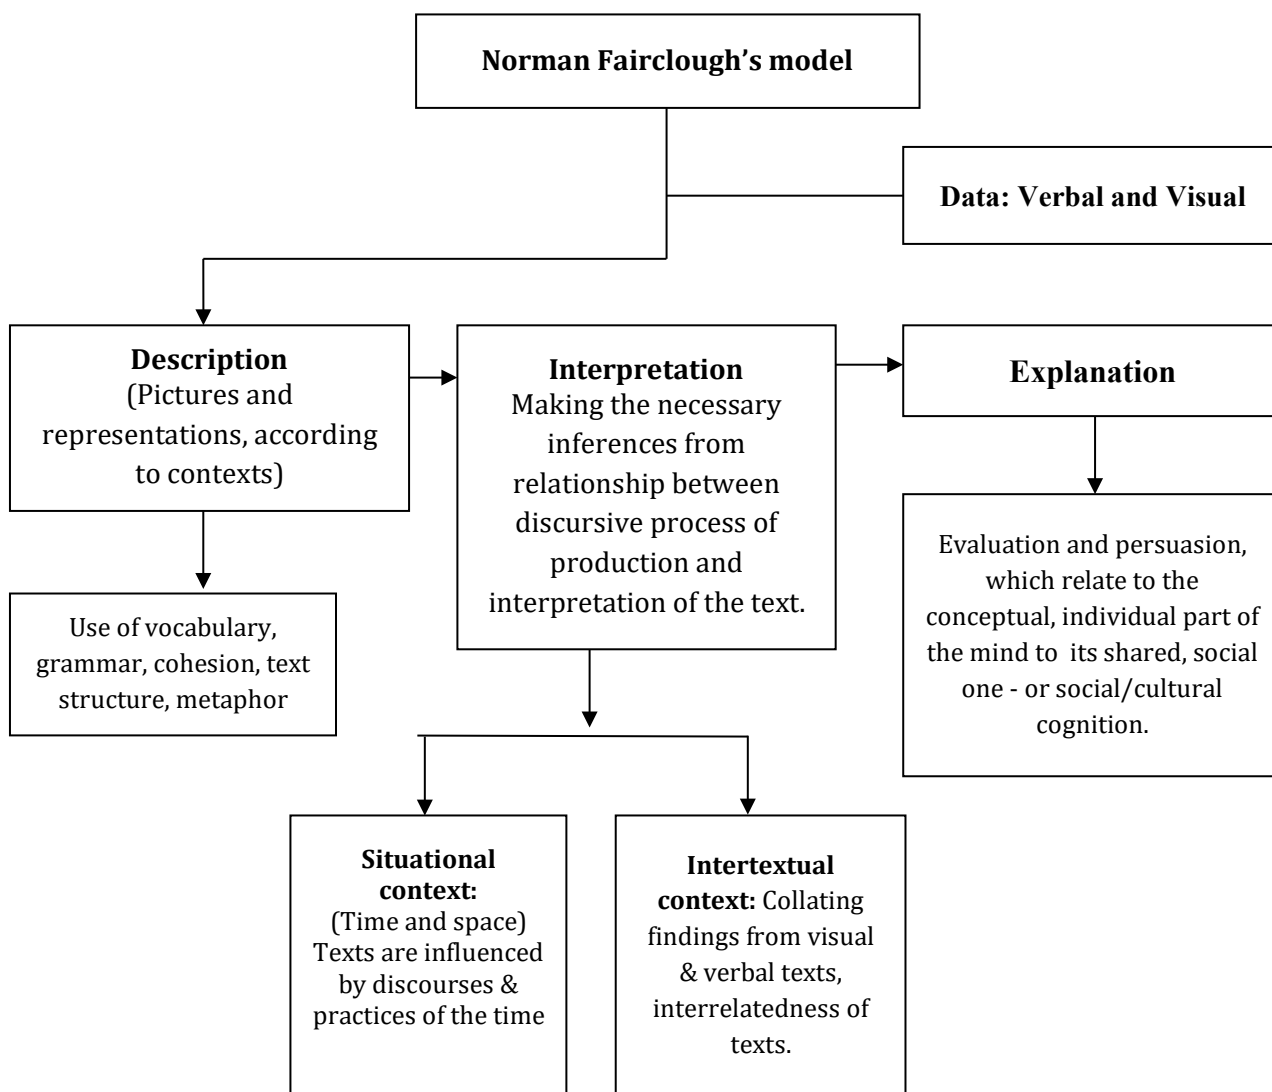 Norman Fairclough’s model
Data: Verbal and Visual
Description
(Pictures and
representations, according
to contexts)
Interpretation
Making the necessary
inferences from
relationship between
discursive process of
production and
interpretation of the text.
Explanation
Use of vocabulary,
grammar, cohesion, text
structure, metaphor
Evaluation and persuasion,
which relate to the
conceptual, individual part of
the mind to its shared, social
one - or social/cultural
cognition.
Situational
context:
(Time and space)
Texts are influenced
by discourses &
practices of the time
Intertextual
context: Collating
findings from visual
& verbal texts,
interrelatedness of
texts.